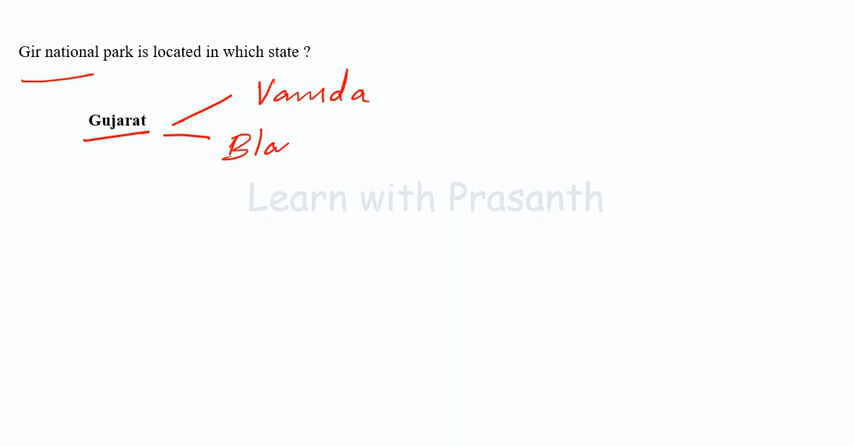 Gir national park is located in which state ?
Vamda
Gujarat
Bla
Learn with Prasanth